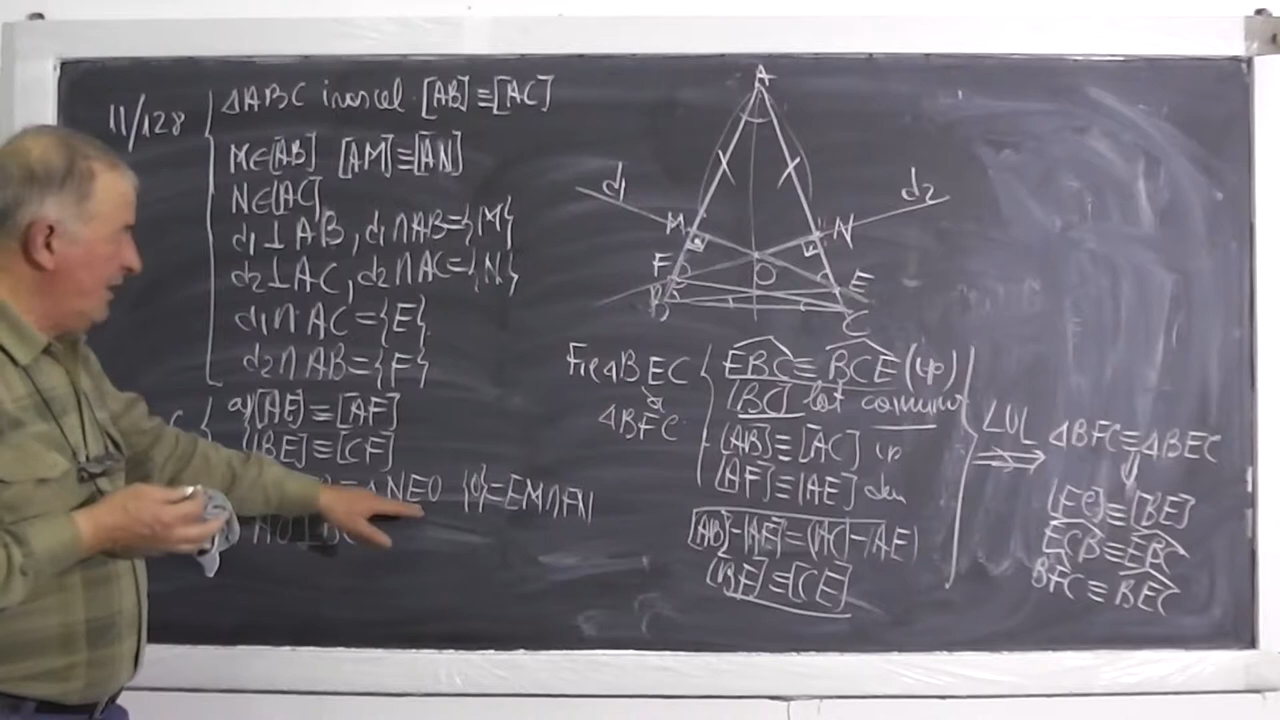 11/128
ΔABC isoscel [AB]≡[AC]
M∈[AB] [AM]≡[AN]
N∈[AC]
d1⊥AB, d1∩AB={M}
d2⊥AC, d2∩AC={N}
d1∩AC={E}
d2∩AB={F}
C
a) [AE]≡[AF]
[BE]≡[CF]
≡ΔNEO {O}=EM∩FN
AO⊥BC
A
d1
d2
M
N
F
O
E
B
C
Fie ΔBEC
ΔBFC
EBC≡BCE (ip)
[BC] lat comun
[AB]≡[AC] ip
[AF]≡[AE] dem
[AB]-[AF]=[AC]-[AE]
[BF]≡[CE]
LUL
ΔBFC≡ΔBEC
[FC]≡[BE]
FCB≡EBC
BFC≡BEC